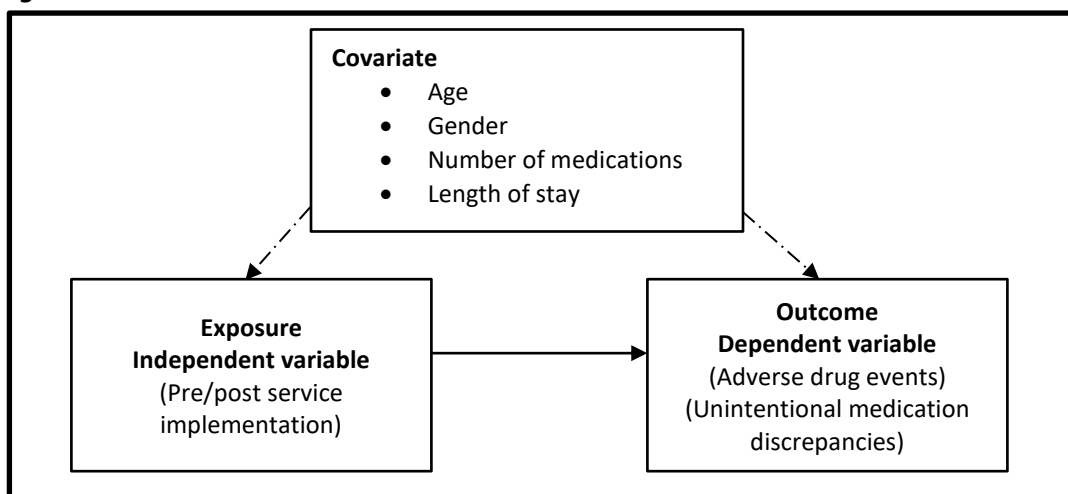 Covariate
• Age
• Gender
• Number of medications
• Length of stay
Exposure
Independent variable
(Pre/post service
implementation)
Outcome
Dependent variable
(Adverse drug events)
(Unintentional medication
discrepancies)